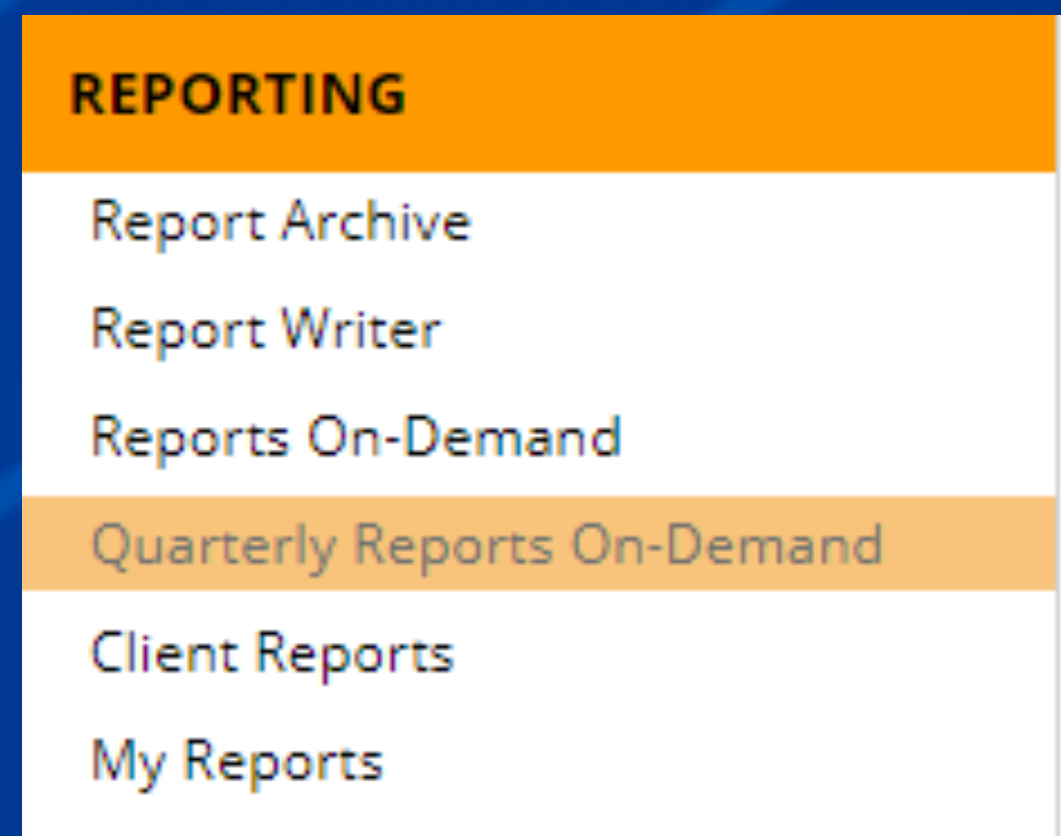 REPORTING
Report Archive
Report Writer
Reports On-Demand
Quarterly Reports On-Demand
Client Reports
My Reports